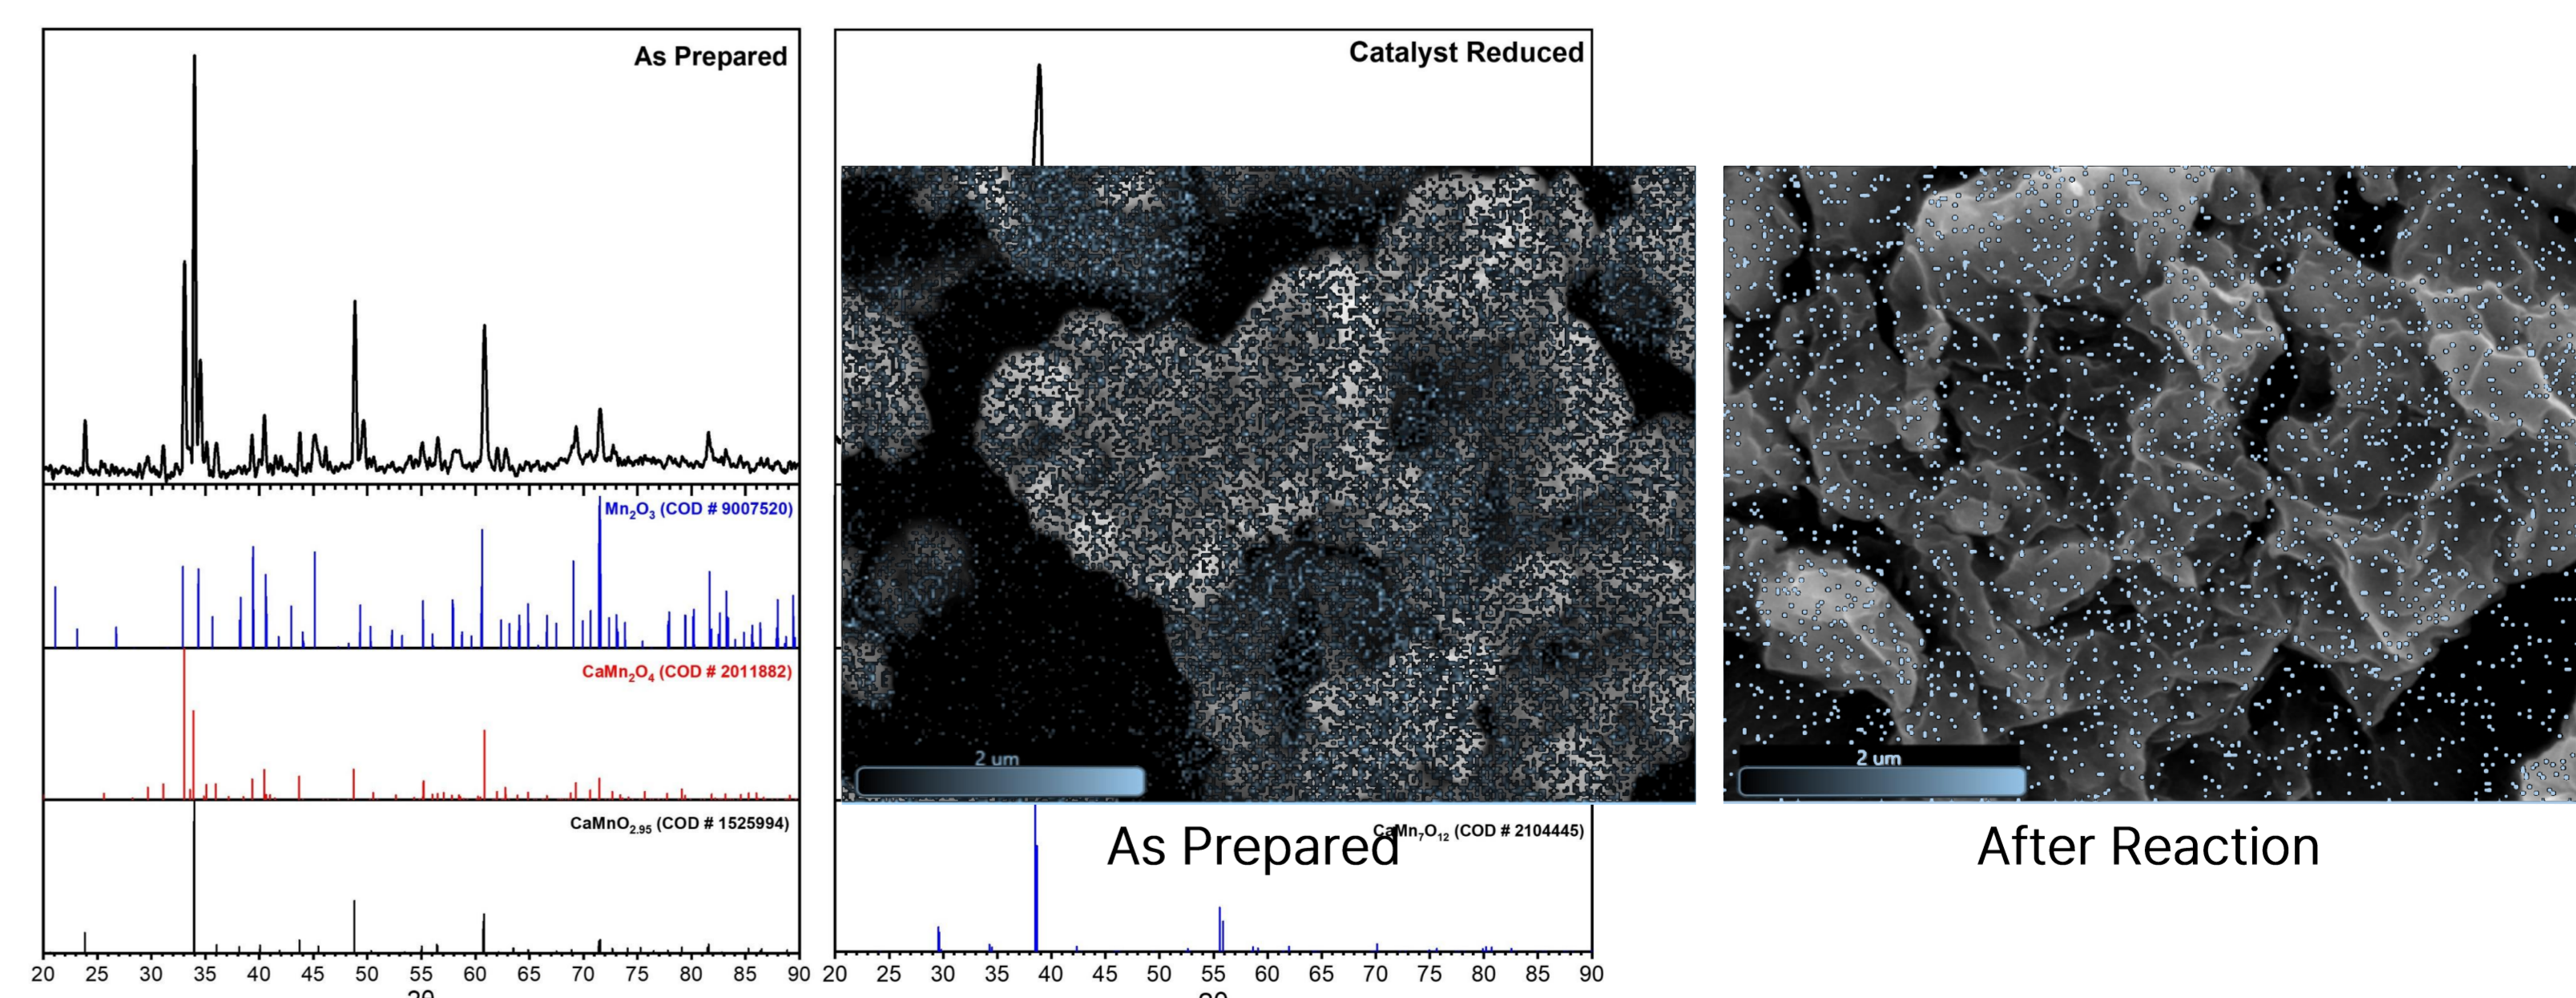 As Prepared
Mn₂O₃ (COD # 9007520)
CaMn₂O₄ (COD # 2011882)
CaMnO₂.₉₅ (COD # 1525994)
20 25 30 35 40 45 50 55 60 65 70 75 80 85 90
Catalyst Reduced
2 um
As Prepared
CaMn₇O₁₂ (COD # 2104445)
20 25 30 35 40 45 50 55 60 65 70 75 80 85 90
2 um
After Reaction